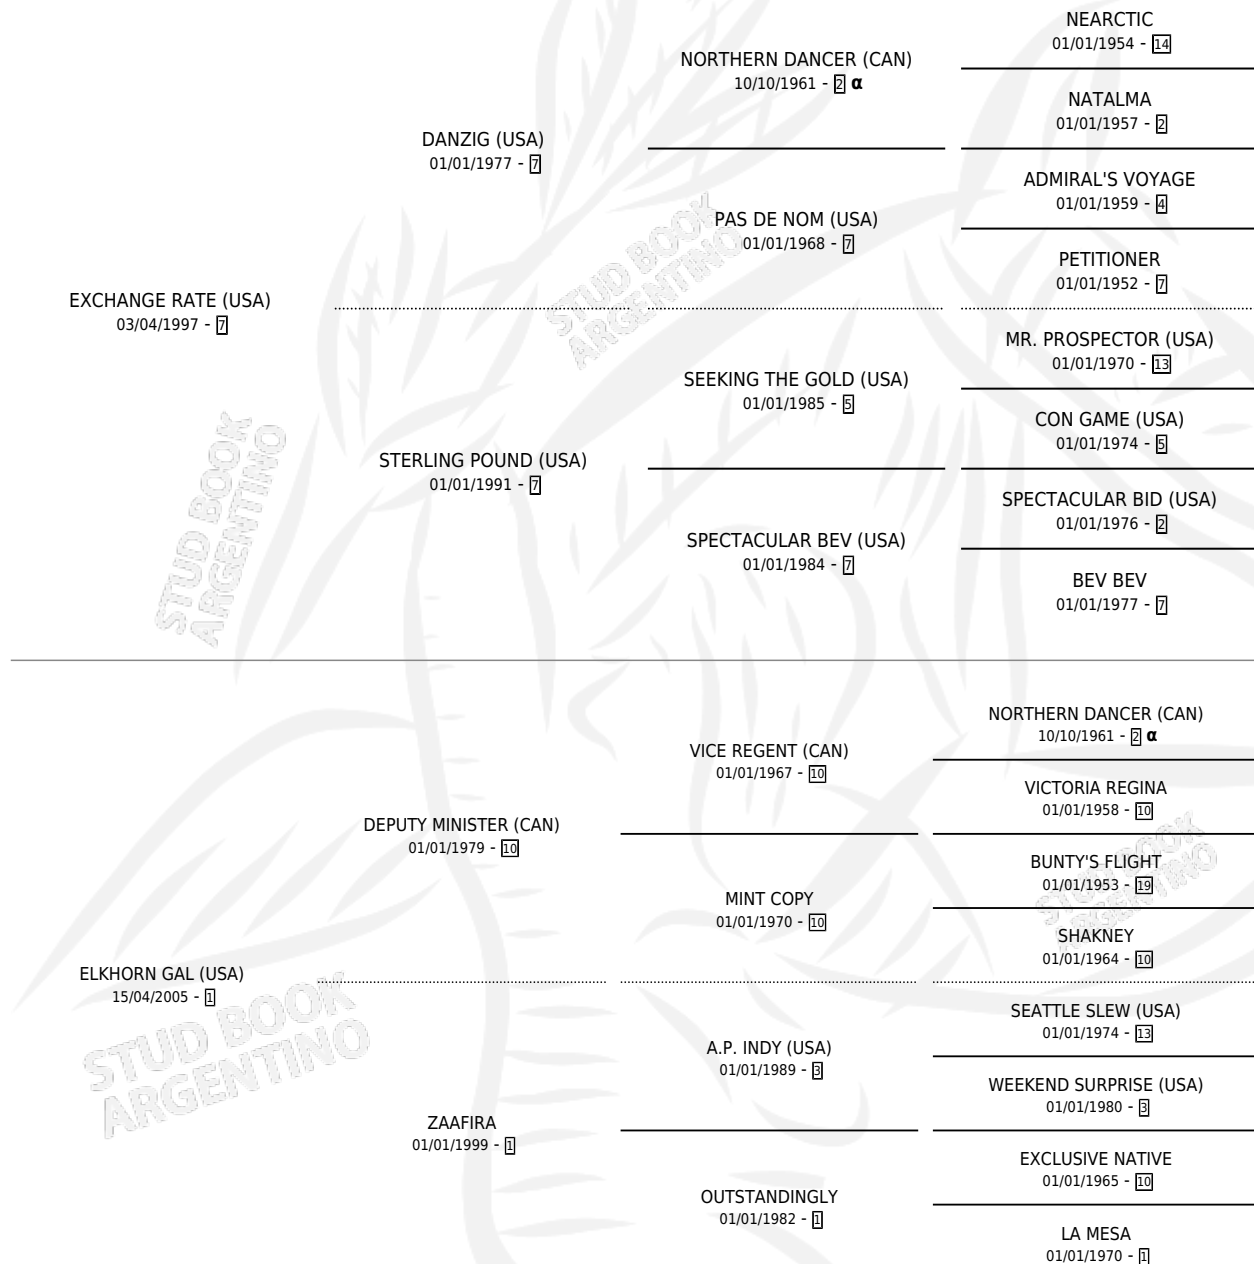 NEARCTIC
01/01/1954 - 14
NORTHERN DANCER (CAN)
10/10/1961 - 2 α
NATALMA
01/01/1957 - 2
DANZIG (USA)
01/01/1977 - 7
ADMIRAL'S VOYAGE
01/01/1959 - 4
PAS DE NOM (USA)
01/01/1968 - 7
PETITIONER
01/01/1952 - 7
EXCHANGE RATE (USA)
03/04/1997 - 7
MR. PROSPECTOR (USA)
01/01/1970 - 13
SEEKING THE GOLD (USA)
01/01/1985 - 5
CON GAME (USA)
01/01/1974 - 5
STERLING POUND (USA)
01/01/1991 - 7
SPECTACULAR BID (USA)
01/01/1976 - 2
SPECTACULAR BEV (USA)
01/01/1984 - 7
BEV BEV
01/01/1977 - 7
NORTHERN DANCER (CAN)
10/10/1961 - 2 α
VICE REGENT (CAN)
01/01/1967 - 10
VICTORIA REGINA
01/01/1958 - 10
DEPUTY MINISTER (CAN)
01/01/1979 - 10
BUNTY'S FLIGHT
01/01/1953 - 19
MINT COPY
01/01/1970 - 10
SHAKNEY
01/01/1964 - 10
ELKHORN GAL (USA)
15/04/2005 - 1
SEATTLE SLEW (USA)
01/01/1974 - 13
A.P. INDY (USA)
01/01/1989 - 3
WEEKEND SURPRISE (USA)
01/01/1980 - 3
ZAAFIRA
01/01/1999 - 1
EXCLUSIVE NATIVE
01/01/1965 - 10
OUTSTANDINGLY
01/01/1982 - 1
LA MESA
01/01/1970 - 1
STUD BOOK
ARGENTINO
STUD BOOK
ARGENTINO
STUD BOOK
ARGENTINO
STUD BOOK
ARGENTINO